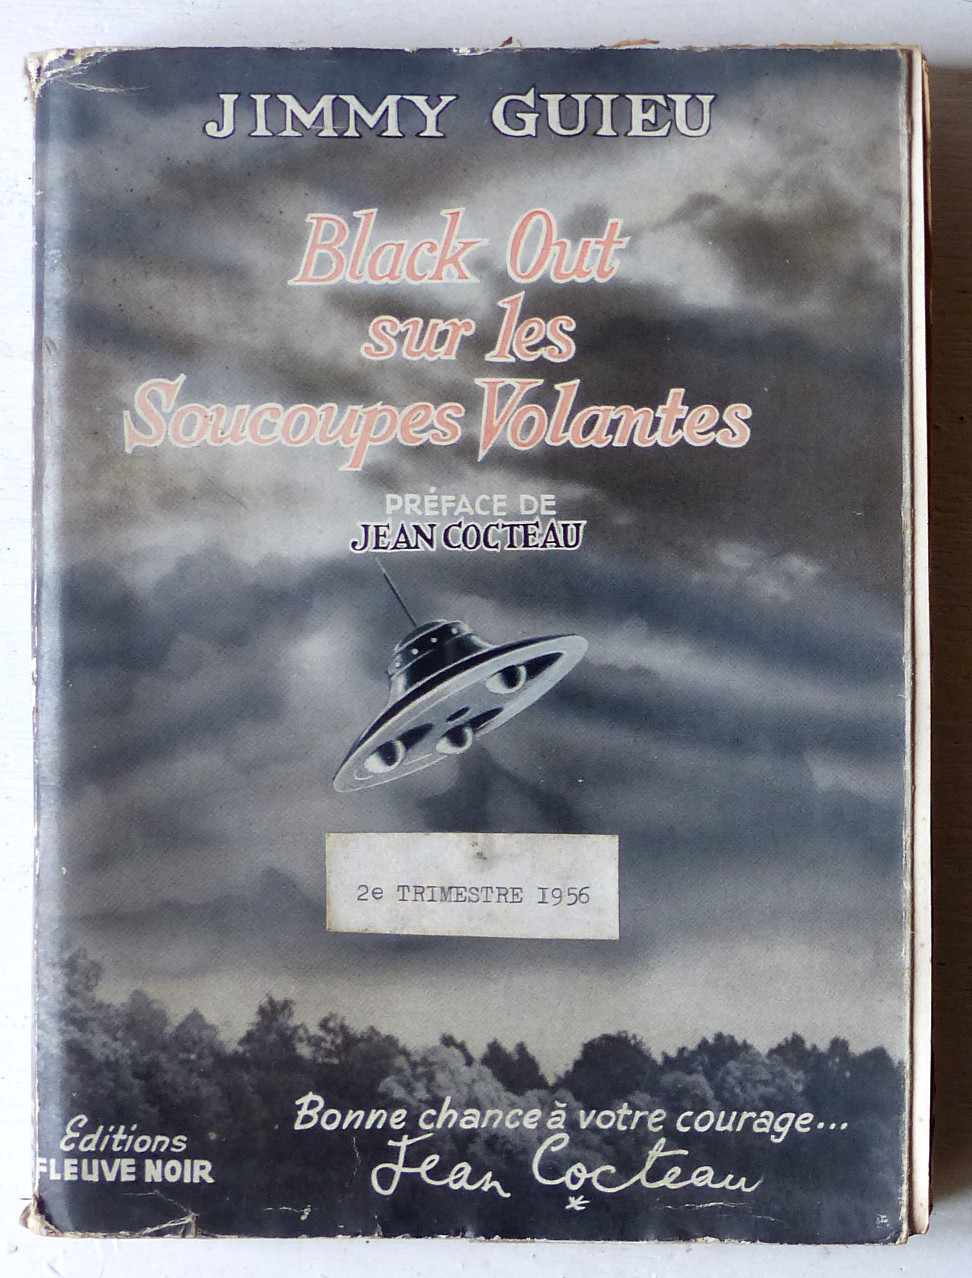 JIMMY GUIEU
Black Out
sur les
Soucoupes Volantes
PRÉFACE DE
JEAN COCTEAU
2e TRIMESTRE 1956
Bonne chance à votre courage...
Jean Cocteau
*
Editions
FLEUVE NOIR